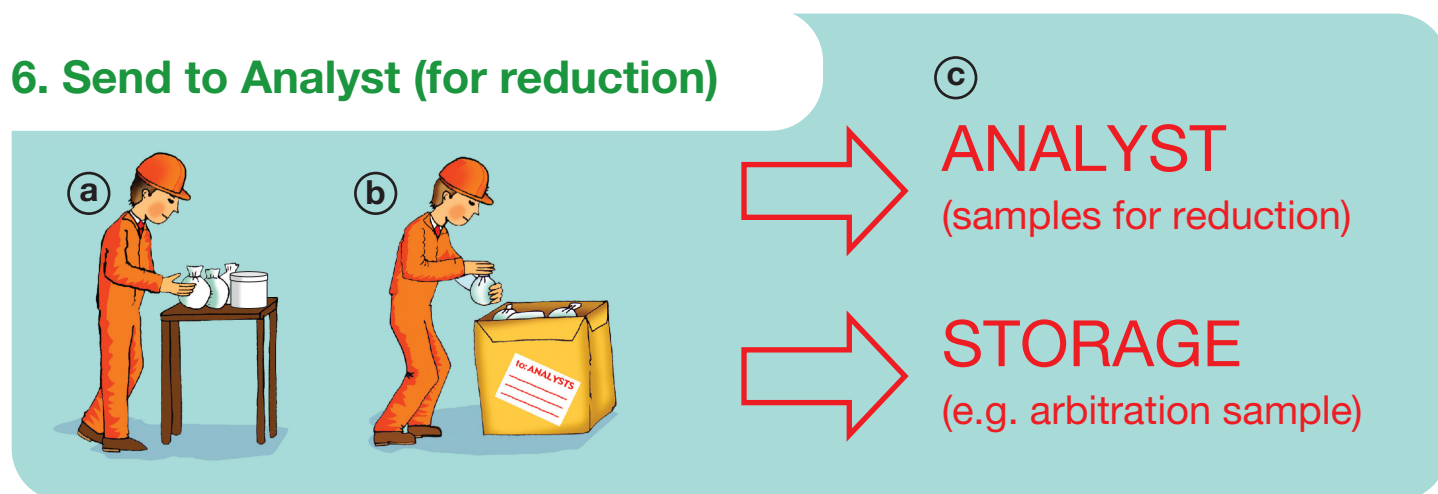 6. Send to Analyst (for reduction)
a
b
to: ANALYSTS
c
ANALYST
(samples for reduction)
STORAGE
(e.g. arbitration sample)